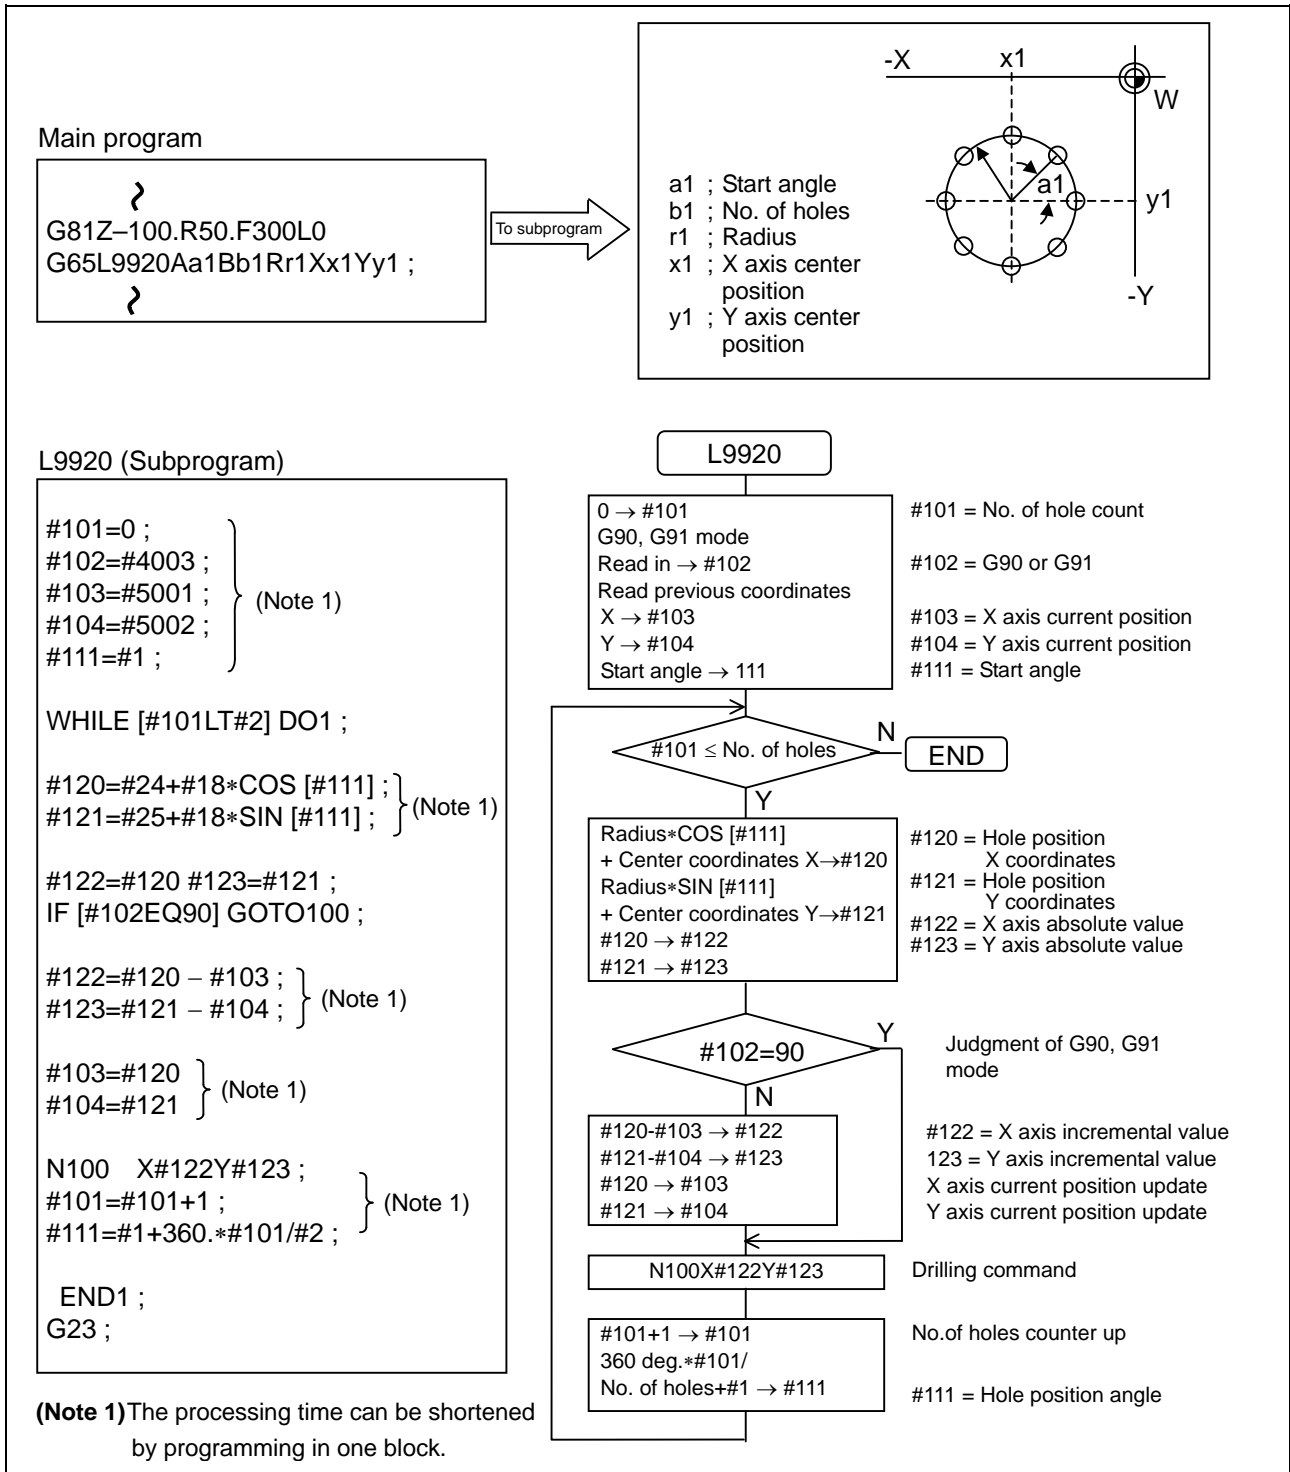 Main program
G81Z–100.R50.F300L0
G65L9920Aa1Bb1Rr1Xx1Yy1 ;
To subprogram
-X
x1
W
a1
y1
-Y
a1 ; Start angle
b1 ; No. of holes
r1 ; Radius
x1 ; X axis center
position
y1 ; Y axis center
position
L9920 (Subprogram)
#101=0 ;
#102=#4003 ;
#103=#5001 ;
#104=#5002 ;
#111=#1 ;
(Note 1)
WHILE [#101LT#2] DO1 ;
#120=#24+#18∗COS [#111] ;
#121=#25+#18∗SIN [#111] ;
(Note 1)
#122=#120 #123=#121 ;
IF [#102EQ90] GOTO100 ;
#122=#120 – #103 ;
#123=#121 – #104 ;
(Note 1)
#103=#120
#104=#121
(Note 1)
N100 X#122Y#123 ;
#101=#101+1 ;
#111=#1+360.∗#101/#2 ;
(Note 1)
END1 ;
G23 ;
(Note 1)The processing time can be shortened
by programming in one block.
L9920
0 → #101
G90, G91 mode
Read in → #102
Read previous coordinates
X → #103
Y → #104
Start angle → 111
#101 = No. of hole count
#102 = G90 or G91
#103 = X axis current position
#104 = Y axis current position
#111 = Start angle
#101 ≤ No. of holes
N
END
Y
Radius∗COS [#111]
+ Center coordinates X→#120
Radius∗SIN [#111]
+ Center coordinates Y→#121
#120 → #122
#121 → #123
#120 = Hole position
X coordinates
#121 = Hole position
Y coordinates
#122 = X axis absolute value
#123 = Y axis absolute value
#102=90
Y
N
Judgment of G90, G91
mode
#120-#103 → #122
#121-#104 → #123
#120 → #103
#121 → #104
#122 = X axis incremental value
123 = Y axis incremental value
X axis current position update
Y axis current position update
N100X#122Y#123
Drilling command
#101+1 → #101
360 deg.∗#101/
No. of holes+#1 → #111
No.of holes counter up
#111 = Hole position angle